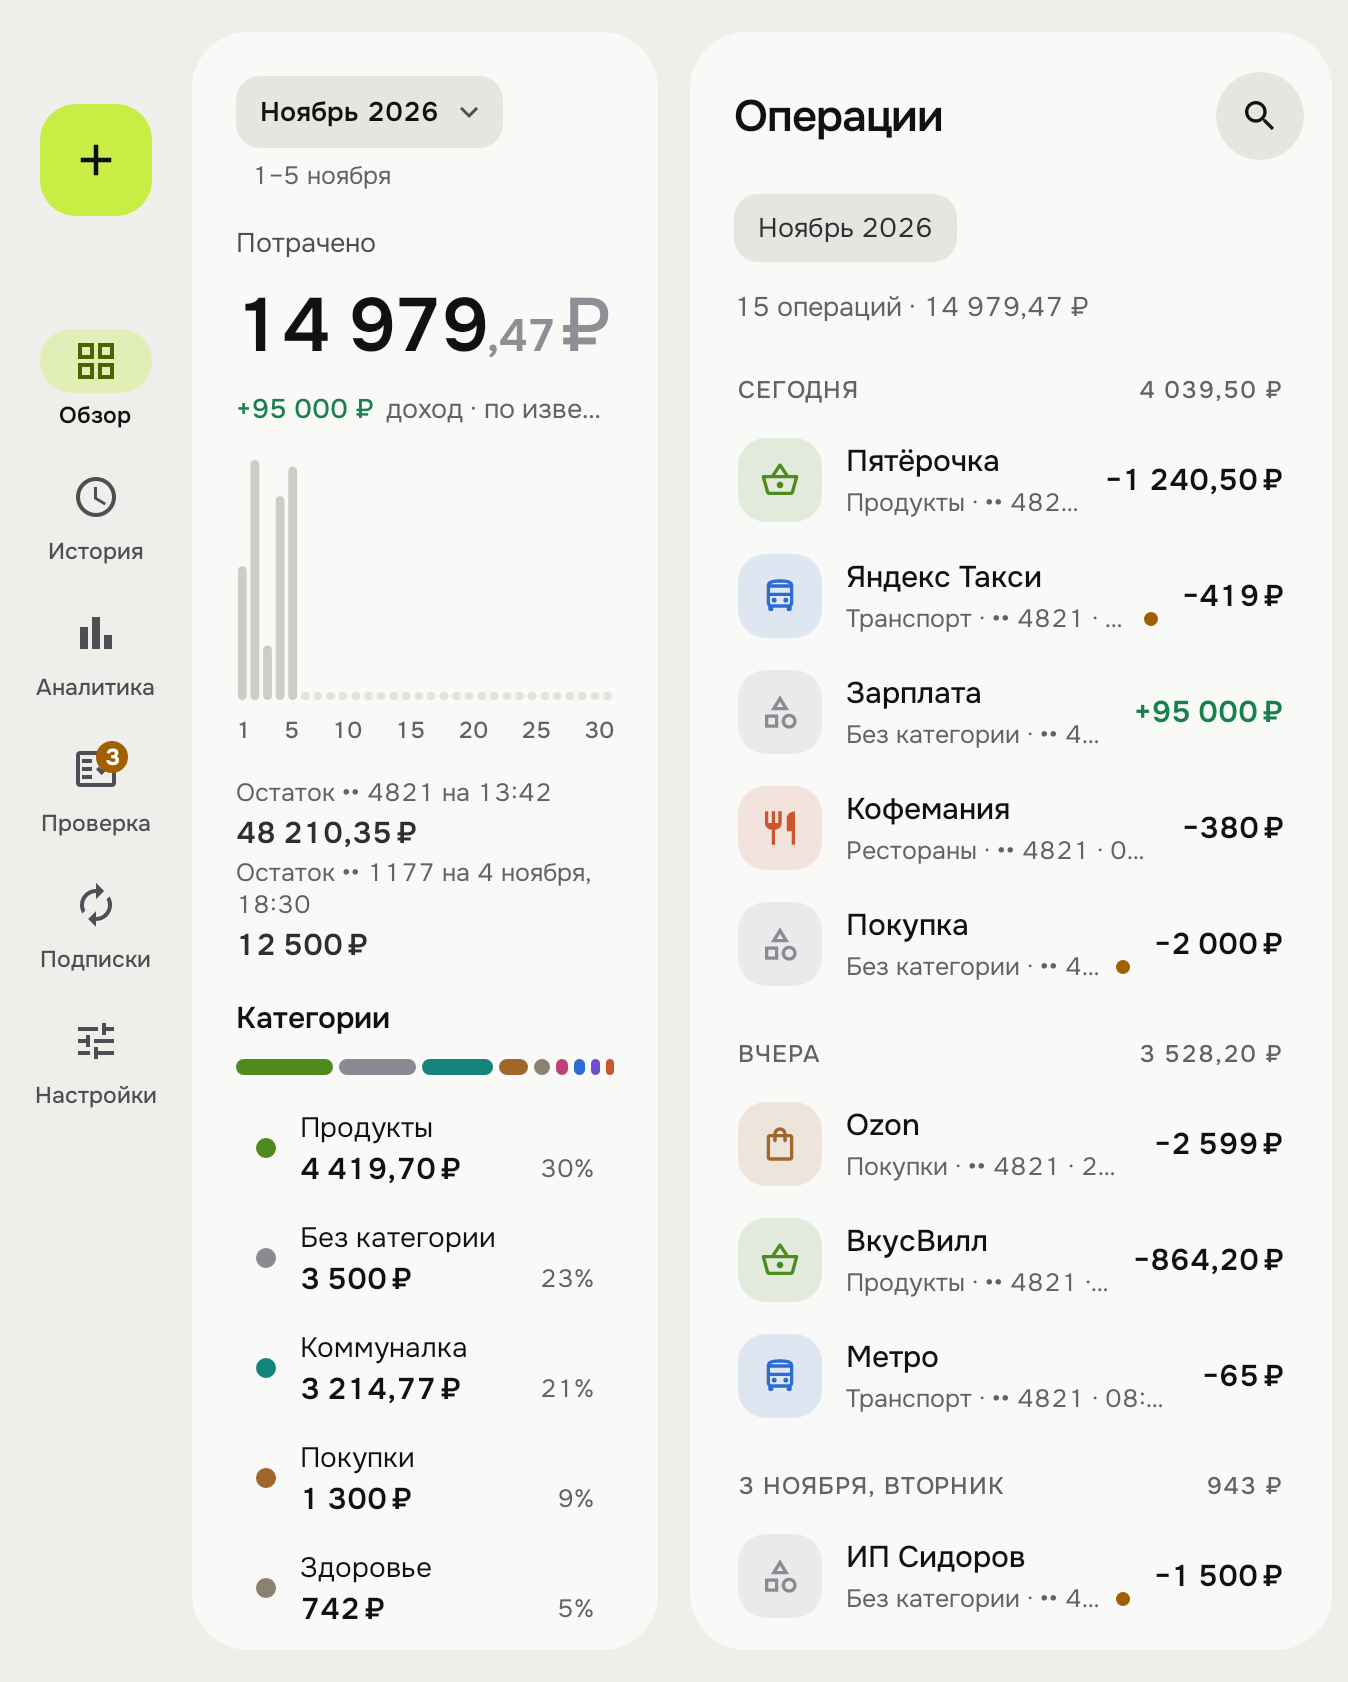 Обзор
История
Аналитика
3
Проверка
Подписки
Настройки
Ноябрь 2026
1–5 ноября
Потрачено
14 979,47 ₽
+95 000 ₽ доход · по изве...
1 5 10 15 20 25 30
Остаток •• 4821 на 13:42
48 210,35 ₽
Остаток •• 1177 на 4 ноября,
18:30
12 500 ₽
Категории
Продукты
4 419,70 ₽ 30%
Без категории
3 500 ₽ 23%
Коммуналка
3 214,77 ₽ 21%
Покупки
1 300 ₽ 9%
Здоровье
742 ₽ 5%
Операции
Ноябрь 2026
15 операций · 14 979,47 ₽
СЕГОДНЯ 4 039,50 ₽
Пятёрочка
Продукты · •• 482...
−1 240,50 ₽
Яндекс Такси
Транспорт · •• 4821 · ...
−419 ₽
Зарплата
Без категории · •• 4...
+95 000 ₽
Кофемания
Рестораны · •• 4821 · 0...
−380 ₽
Покупка
Без категории · •• 4...
−2 000 ₽
ВЧЕРА 3 528,20 ₽
Ozon
Покупки · •• 4821 · 2...
−2 599 ₽
ВкусВилл
Продукты · •• 4821 ·...
−864,20 ₽
Метро
Транспорт · •• 4821 · 08:...
−65 ₽
3 НОЯБРЯ, ВТОРНИК 943 ₽
ИП Сидоров
Без категории · •• 4...
−1 500 ₽